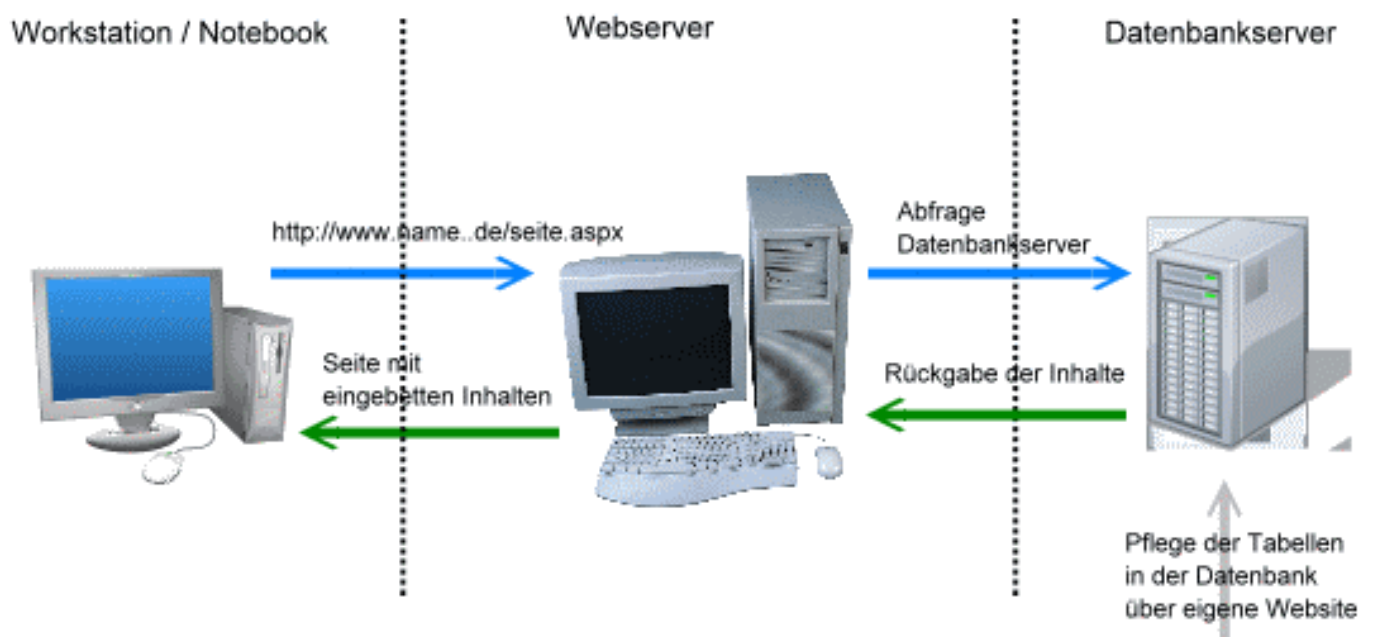 Workstation / Notebook
Webserver
Datenbankserver
http://www.name..de/seite.aspx
Abfrage
Datenbankserver
Seite mit
eingebetten Inhalten
Rückgabe der Inhalte
Pflege der Tabellen
in der Datenbank
über eigene Website